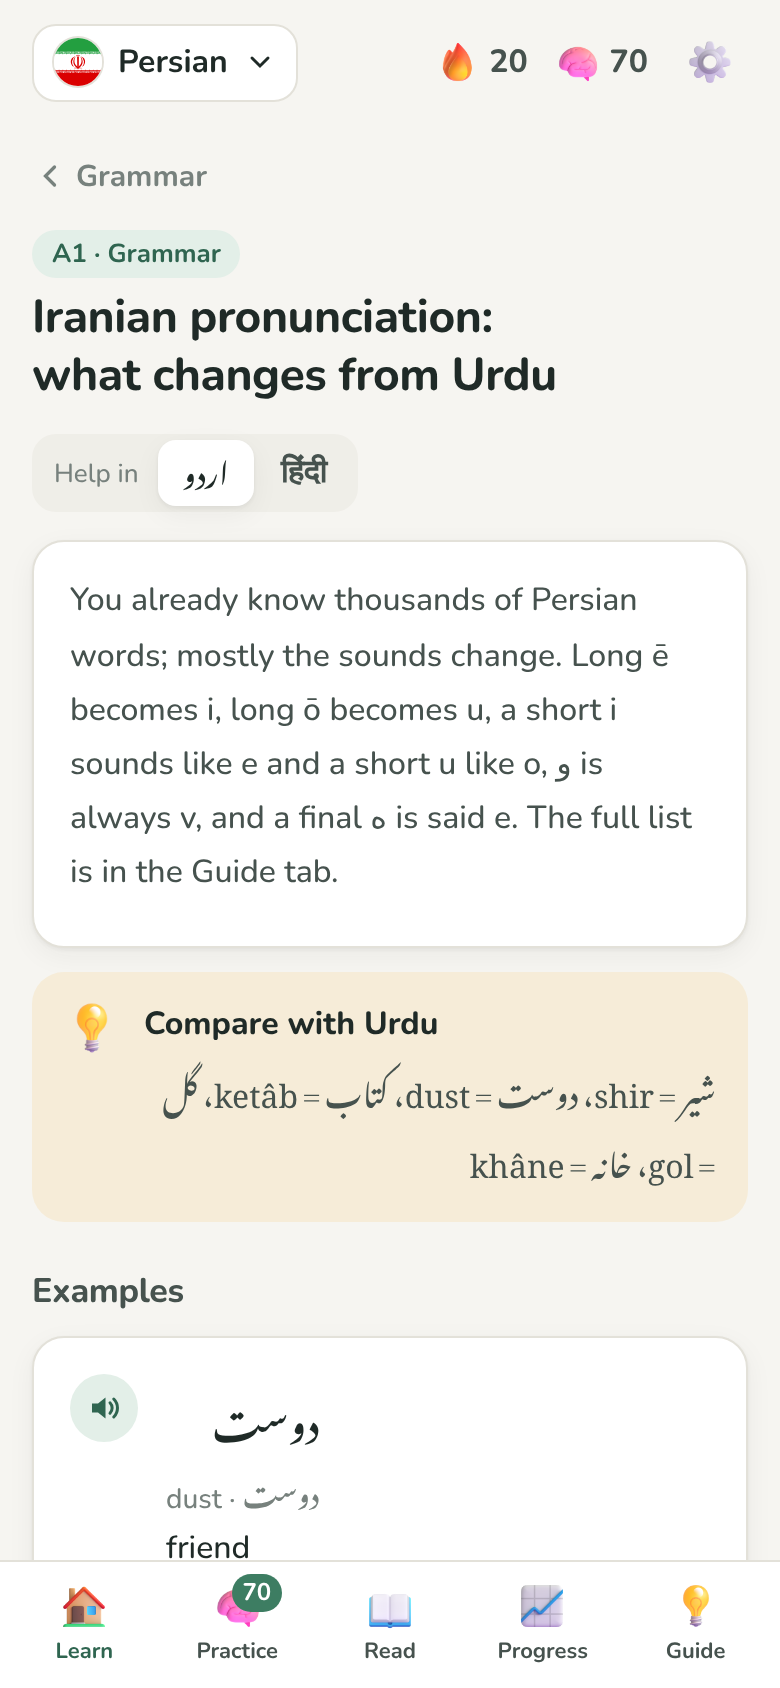 Persian
20
70
Grammar
A1 · Grammar
Iranian pronunciation:
what changes from Urdu
Help in
اردو
हिंदी
You already know thousands of Persian
words; mostly the sounds change. Long ē
becomes i, long ō becomes u, a short i
sounds like e and a short u like o, و is
always v, and a final ه is said e. The full list
is in the Guide tab.
Compare with Urdu
شیر = shir، دوست = dust، کتاب = ketâb، گل
= gol، خانہ = khâne
Examples
دوست
dust · دوست
friend
70
Learn
Practice
Read
Progress
Guide